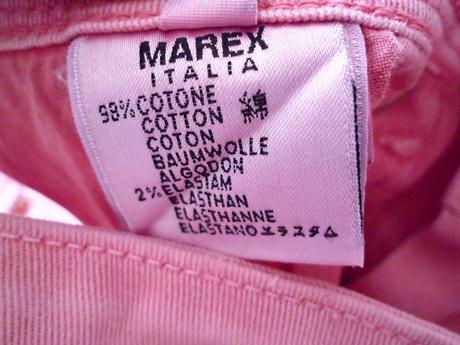 MAREX
ITALIA
98% COTONE
COTTON 綿
COTON
BAUMWOLLE
ALGODON
2% ELASTAM
ELASTHAN
ELASTHANNE
ELASTANO エラスタム